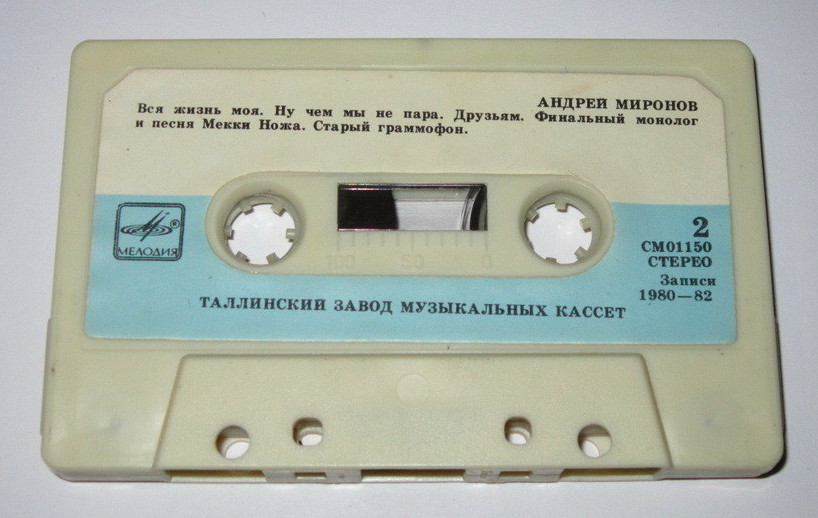 АНДРЕЙ МИРОНОВ
Вся жизнь моя. Ну чем мы не пара. Друзьям. Финальный монолог
и песня Мекки Ножа. Старый граммофон.
МЕЛОДИЯ ®
2
СМ01150
СТЕРЕО
Записи
1980—82
100 50 0
ТАЛЛИНСКИЙ ЗАВОД МУЗЫКАЛЬНЫХ КАССЕТ